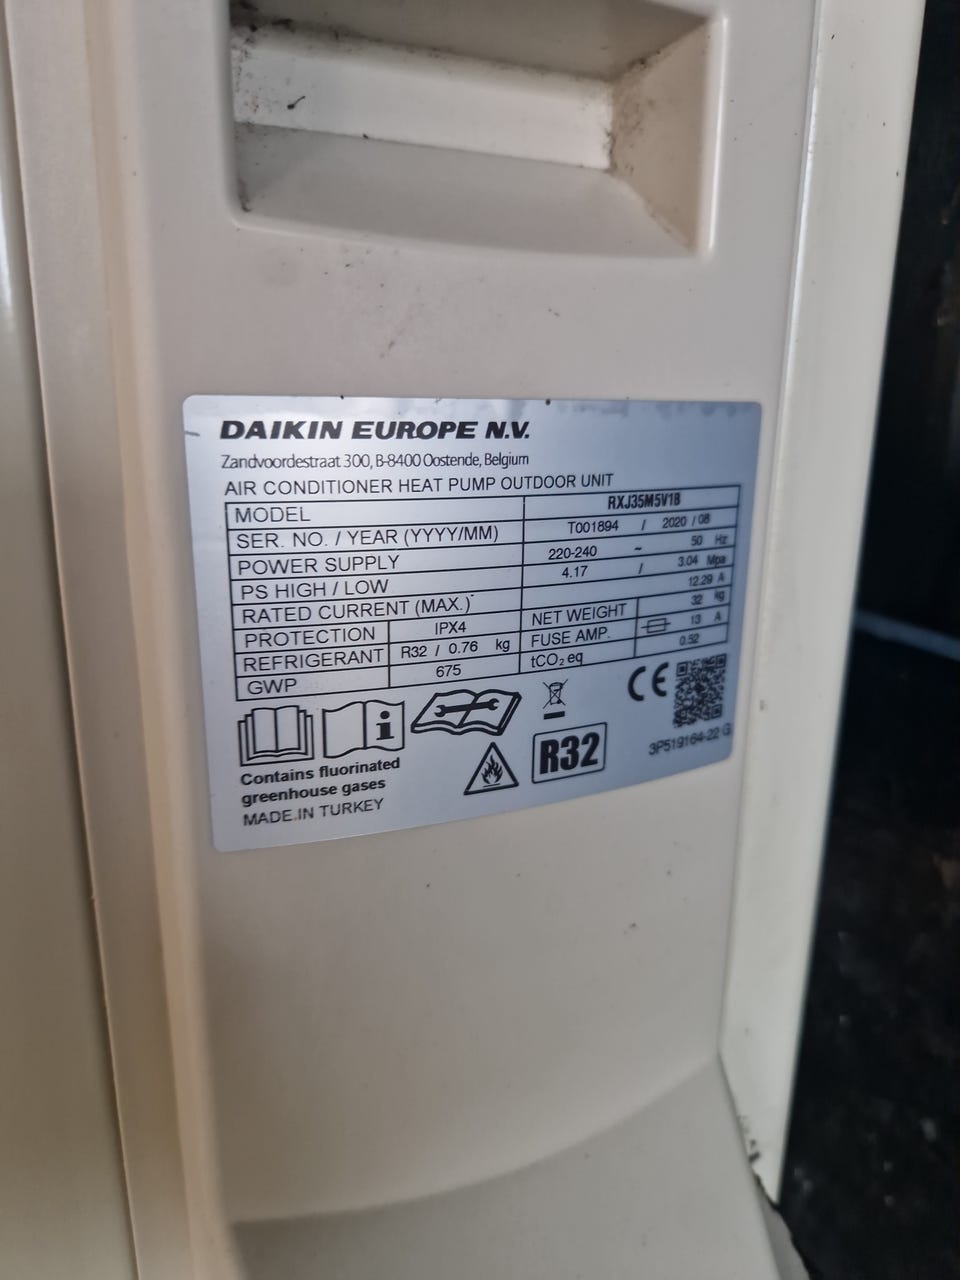 DAIKIN EUROPE N.V.
Zandvoordestraat 300, B-8400 Oostende, Belgium
AIR CONDITIONER HEAT PUMP OUTDOOR UNIT
MODEL RXJ35M5V1B
SER. NO. / YEAR (YYYY/MM) T001894 / 2020 / 08
POWER SUPPLY 220-240 ~ 50 Hz
PS HIGH / LOW 4.17 / 3.04 Mpa
RATED CURRENT (MAX.) 12.29 A
PROTECTION IPX4 NET WEIGHT 32 kg
REFRIGERANT R32 / 0.76 kg FUSE AMP. 13 A
GWP 675 tCO₂eq 0.52
CE
R32
3P519164-22 G
Contains fluorinated
greenhouse gases
MADE.IN TURKEY